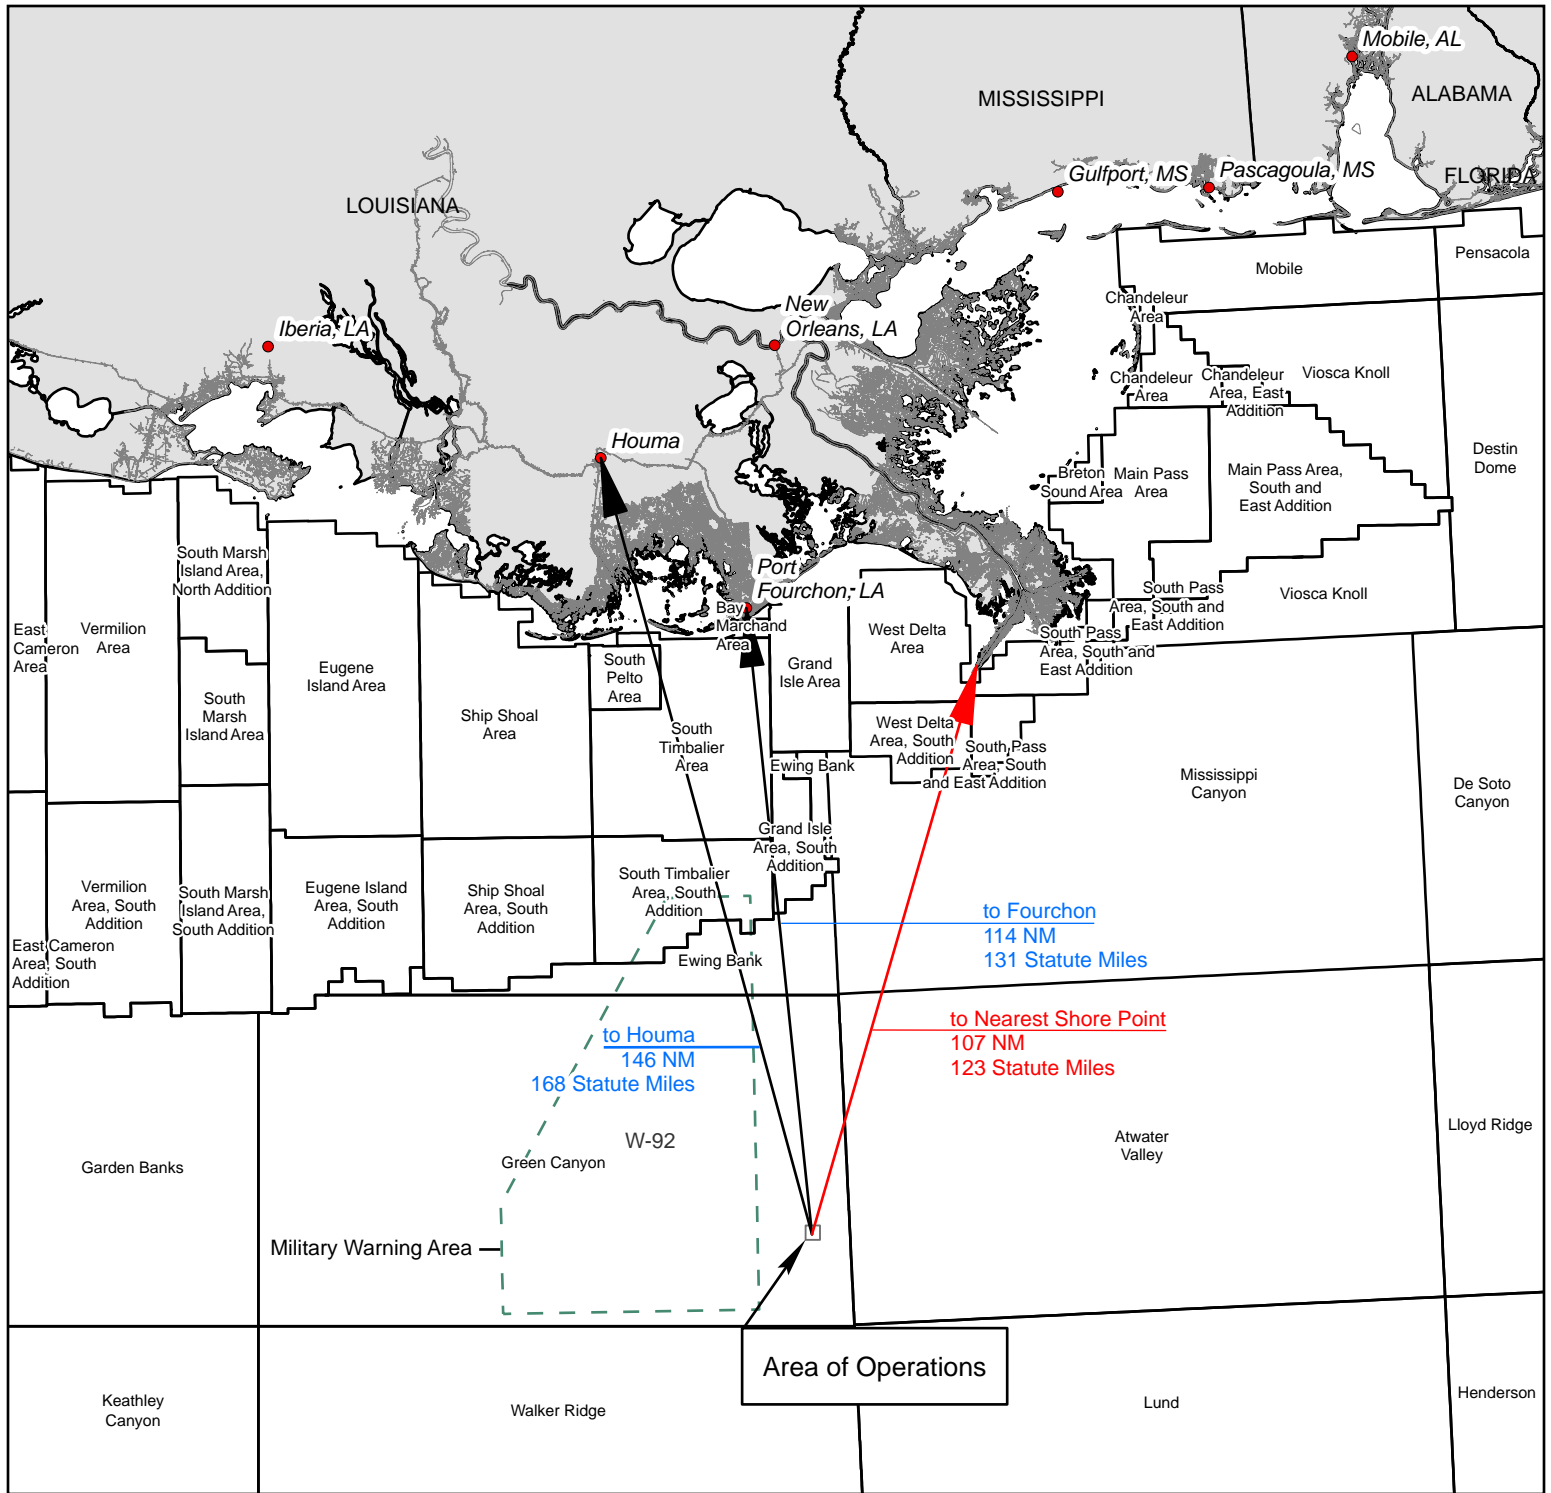 Mobile, AL
MISSISSIPPI
ALABAMA
Gulfport, MS
Pascagoula, MS
FLORIDA
LOUISIANA
Pensacola
Mobile
Chandeleur
Area
New
Orleans, LA
Iberia, LA
Chandeleur
Area
Chandeleur
Area, East
Addition
Viosca Knoll
Houma
Destin
Dome
Breton
Sound Area
Main Pass
Area
Main Pass Area,
South and
East Addition
South Marsh
Island Area,
North Addition
Port
Fourchon, LA
Bay
Marchand
Area
South Pass
Area, South and
East Addition
Viosca Knoll
East
Cameron
Area
Vermilion
Area
West Delta
Area
South Pass
Area, South and
East Addition
Eugene
Island Area
South
Pelto
Area
Grand
Isle Area
South
Marsh
Island Area
Ship Shoal
Area
South
Timbalier
Area
West Delta
Area, South
Addition
South Pass
Area, South
and East Addition
Ewing Bank
Mississippi
Canyon
De Soto
Canyon
Grand Isle
Area, South
Addition
Vermilion
Area, South
Addition
South Marsh
Island Area,
South Addition
Eugene Island
Area, South
Addition
Ship Shoal
Area, South
Addition
South Timbalier
Area, South
Addition
to Fourchon
114 NM
131 Statute Miles
East Cameron
Area, South
Addition
Ewing Bank
to Nearest Shore Point
107 NM
123 Statute Miles
to Houma
146 NM
168 Statute Miles
W-92
Green Canyon
Garden Banks
Atwater
Valley
Lloyd Ridge
Military Warning Area
Area of Operations
Keathley
Canyon
Walker Ridge
Lund
Henderson